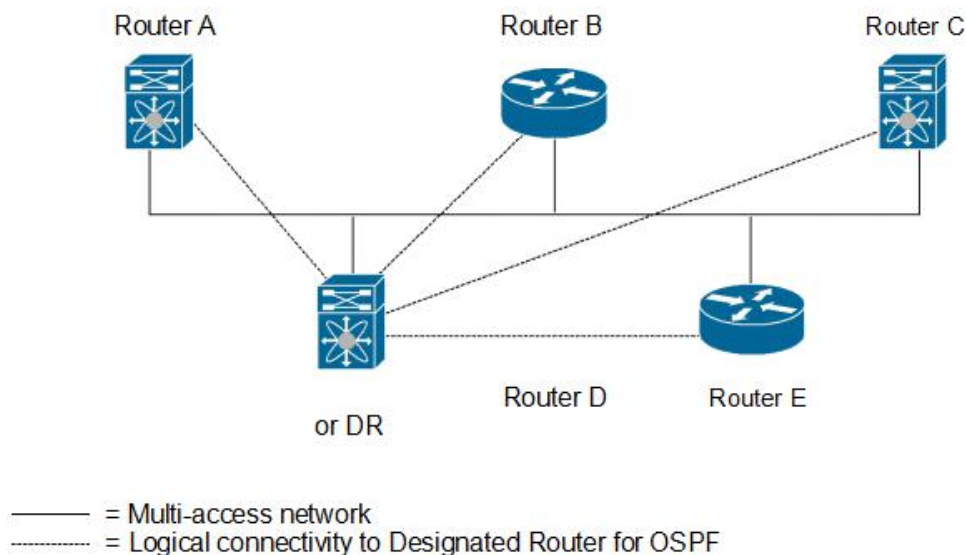 Router A
Router B
Router C
Router D
Router E
or DR
= Multi-access network
= Logical connectivity to Designated Router for OSPF